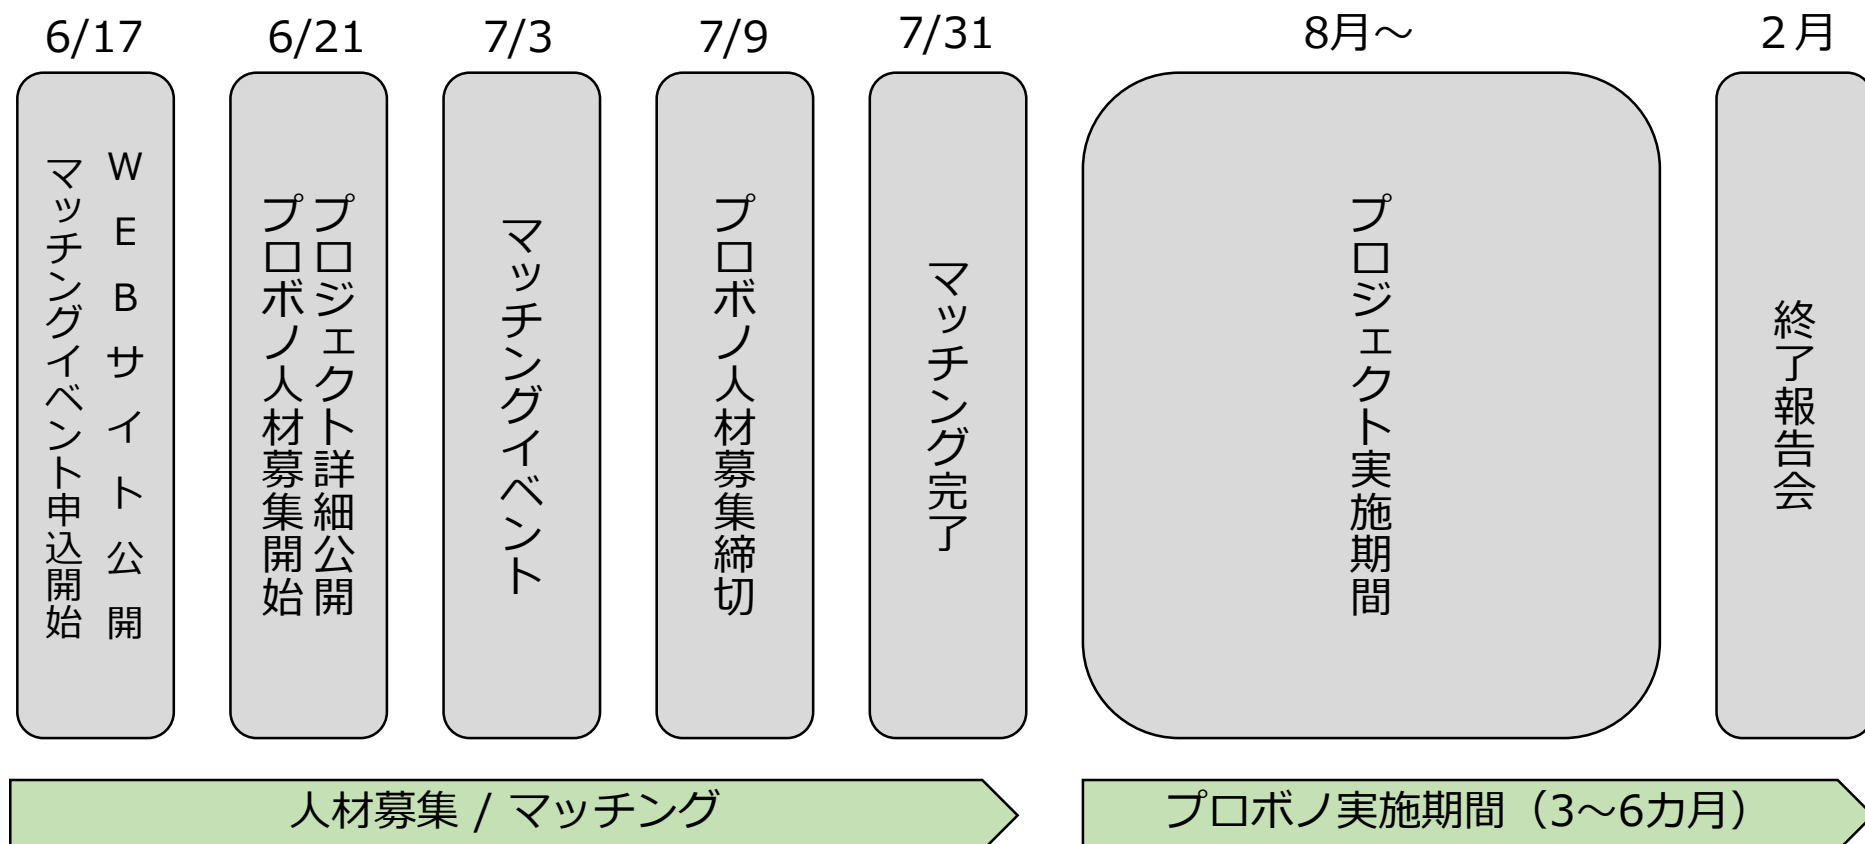 6/17
6/21
7/3
7/9
7/31
8月～
２月
ＷＥＢサイト公開
マッチングイベント申込開始
プロジェクト詳細公開
プロボノ人材募集開始
マッチングイベント
プロボノ人材募集締切
マッチング完了
プロジェクト実施期間
終了報告会
人材募集 / マッチング
プロボノ実施期間（3～6カ月）